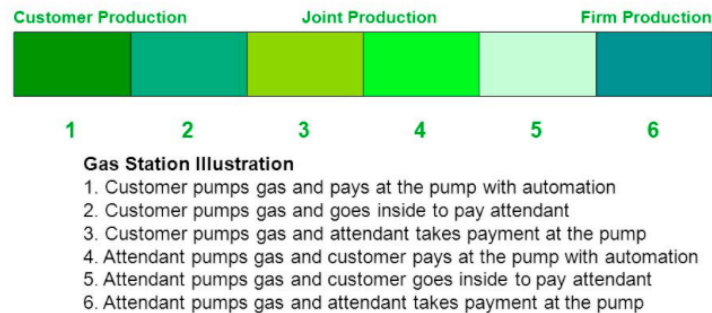 Customer Production Joint Production Firm Production
1 2 3 4 5 6
Gas Station Illustration
1. Customer pumps gas and pays at the pump with automation
2. Customer pumps gas and goes inside to pay attendant
3. Customer pumps gas and attendant takes payment at the pump
4. Attendant pumps gas and customer pays at the pump with automation
5. Attendant pumps gas and customer goes inside to pay attendant
6. Attendant pumps gas and attendant takes payment at the pump